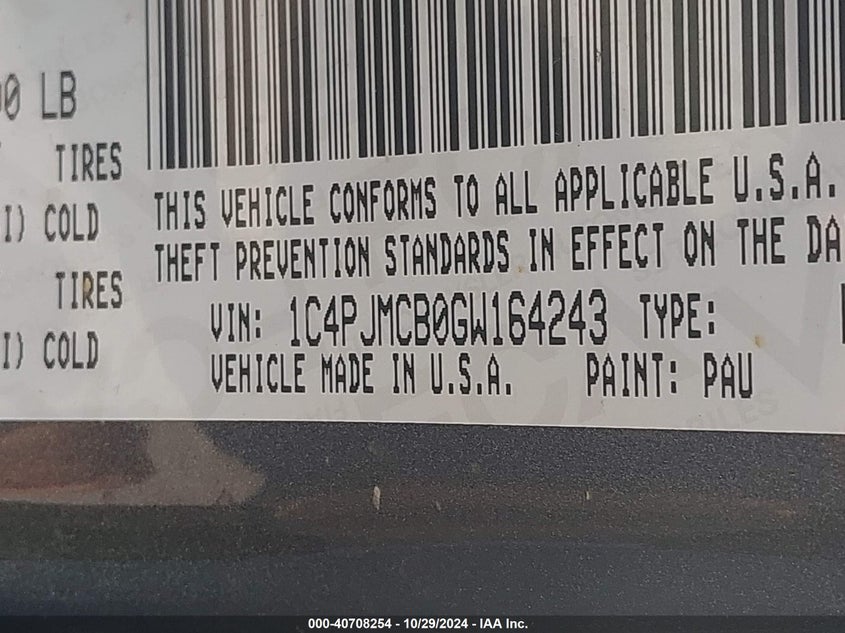 0 LB
TIRES
I) COLD
TIRES
I) COLD
THIS VEHICLE CONFORMS TO ALL APPLICABLE U.S.A.
THEFT PREVENTION STANDARDS IN EFFECT ON THE DA
VIN: 1C4PJMCB0GW164243 TYPE:
VEHICLE MADE IN U.S.A. PAINT: PAU
000-40708254 - 10/29/2024 - IAA Inc.